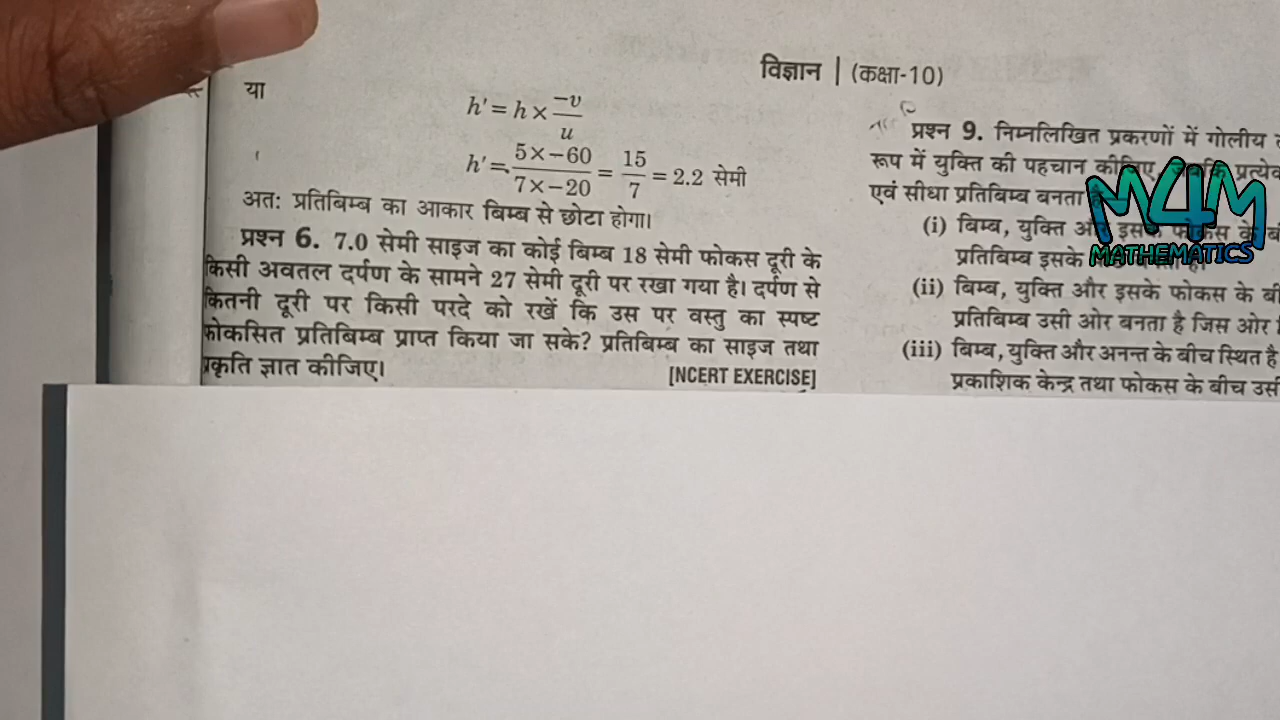 या
h' = h × −v/u
h' = 5×−60/7×−20 = 15/7 = 2.2 सेमी
अतः प्रतिबिम्ब का आकार बिम्ब से छोटा होगा।
प्रश्न 6. 7.0 सेमी साइज का कोई बिम्ब 18 सेमी फोकस दूरी के
किसी अवतल दर्पण के सामने 27 सेमी दूरी पर रखा गया है। दर्पण से
कितनी दूरी पर किसी परदे को रखें कि उस पर वस्तु का स्पष्ट
फोकसित प्रतिबिम्ब प्राप्त किया जा सके? प्रतिबिम्ब का साइज तथा
प्रकृति ज्ञात कीजिए। [NCERT EXERCISE]
विज्ञान | (कक्षा-10)
प्रश्न 9. निम्नलिखित प्रकरणों में गोलीय
रूप में युक्ति की पहचान कीजिए,
एवं सीधा प्रतिबिम्ब बनता
(i) बिम्ब, युक्ति और इसके फोकस के
प्रतिबिम्ब इसके
(ii) बिम्ब, युक्ति और इसके फोकस के
प्रतिबिम्ब उसी ओर बनता है जिस ओर
(iii) बिम्ब, युक्ति और अनन्त के बीच स्थित है
प्रकाशिक केन्द्र तथा फोकस के बीच
M4M
MATHEMATICS